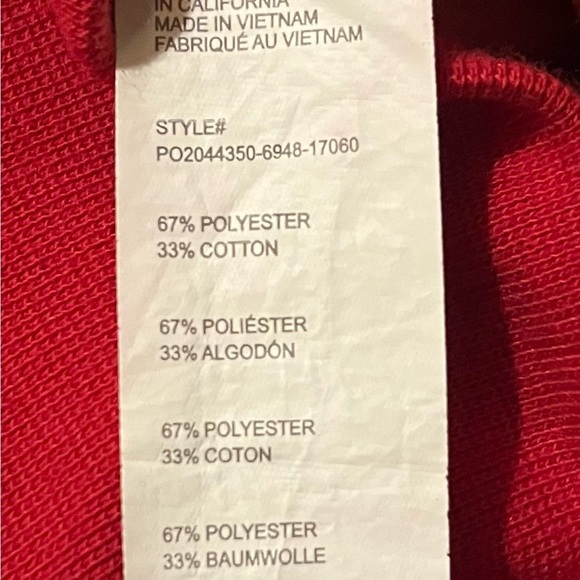 IN CALIFORNIA
MADE IN VIETNAM
FABRIQUÉ AU VIETNAM
STYLE#
PO2044350-6948-17060
67% POLYESTER
33% COTTON
67% POLIÉSTER
33% ALGODÓN
67% POLYESTER
33% COTON
67% POLYESTER
33% BAUMWOLLE